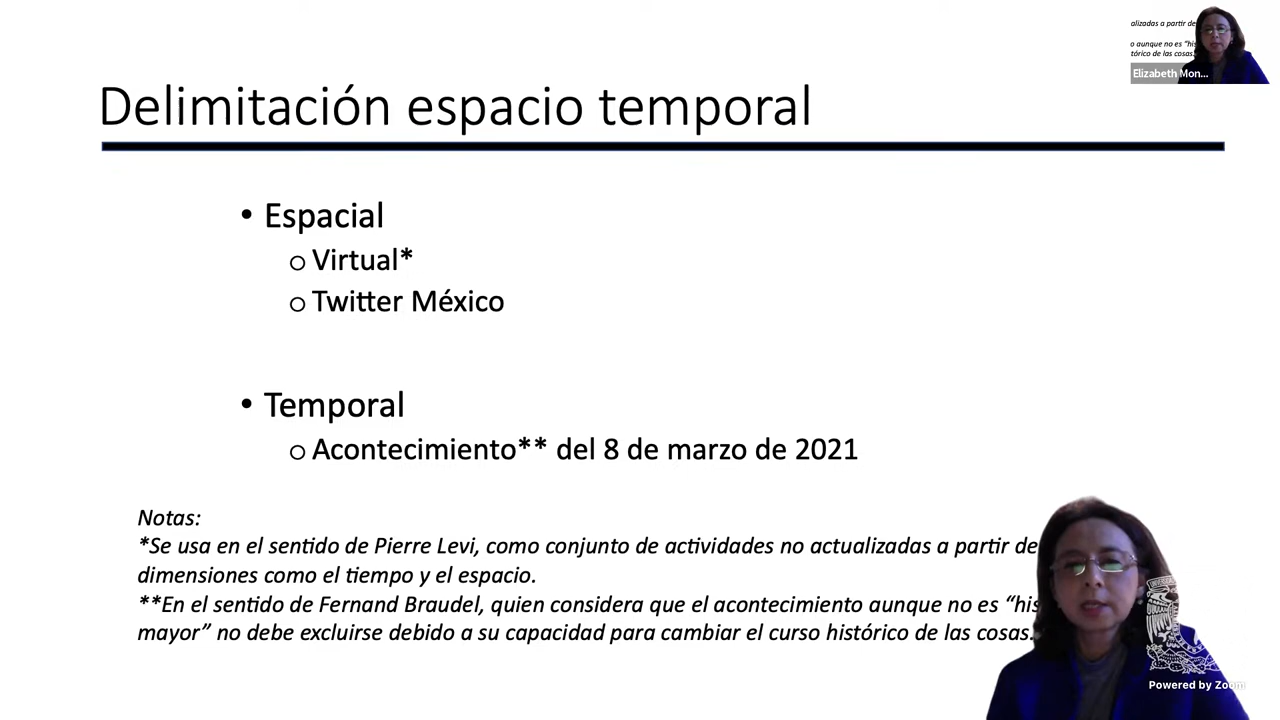 alizadas a partir de
o aunque no es “his
tórico de las cosas.
Elizabeth Mon...
Delimitación espacio temporal
• Espacial
o Virtual*
o Twitter México
• Temporal
o Acontecimiento** del 8 de marzo de 2021
Notas:
*Se usa en el sentido de Pierre Levi, como conjunto de actividades no actualizadas a partir de
dimensiones como el tiempo y el espacio.
**En el sentido de Fernand Braudel, quien considera que el acontecimiento aunque no es “his
mayor” no debe excluirse debido a su capacidad para cambiar el curso histórico de las cosas.
Powered by Zoom